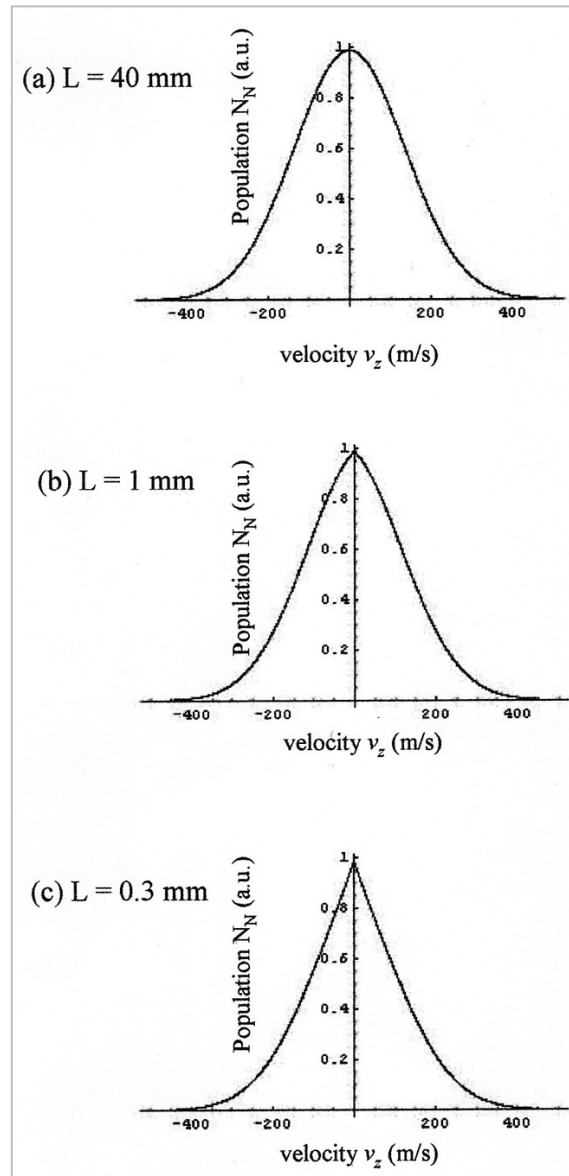 (a) L = 40 mm
Population N_N (a.u.)
1
0.8
0.6
0.4
0.2
-400 -200 200 400
velocity v_z (m/s)
(b) L = 1 mm
Population N_N (a.u.)
1
0.8
0.6
0.4
0.2
-400 -200 200 400
velocity v_z (m/s)
(c) L = 0.3 mm
Population N_N (a.u.)
1
0.8
0.6
0.4
0.2
-400 -200 200 400
velocity v_z (m/s)